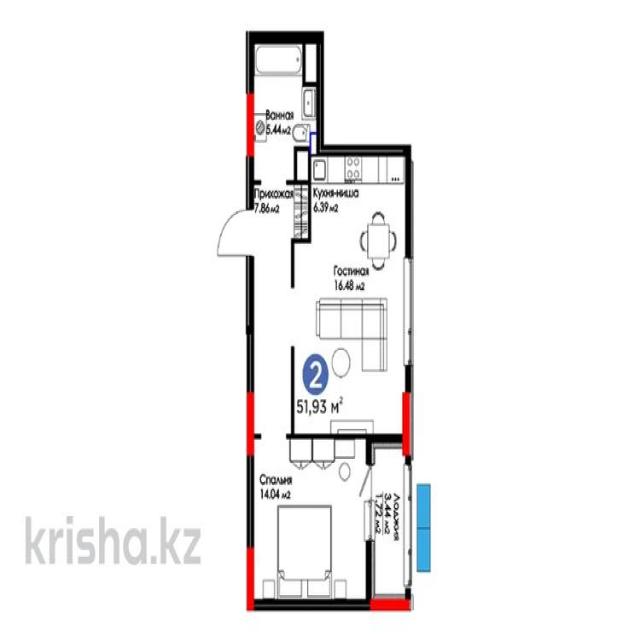 Ванная
5.44 м2
Прихожая
7.86 м2
Кухня-ниша
6.39 м2
Гостиная
16.48 м2
2
51,93 м2
Спальня
14.04 м2
Лоджия
3.44 м2
1,72 м2
krisha.kz